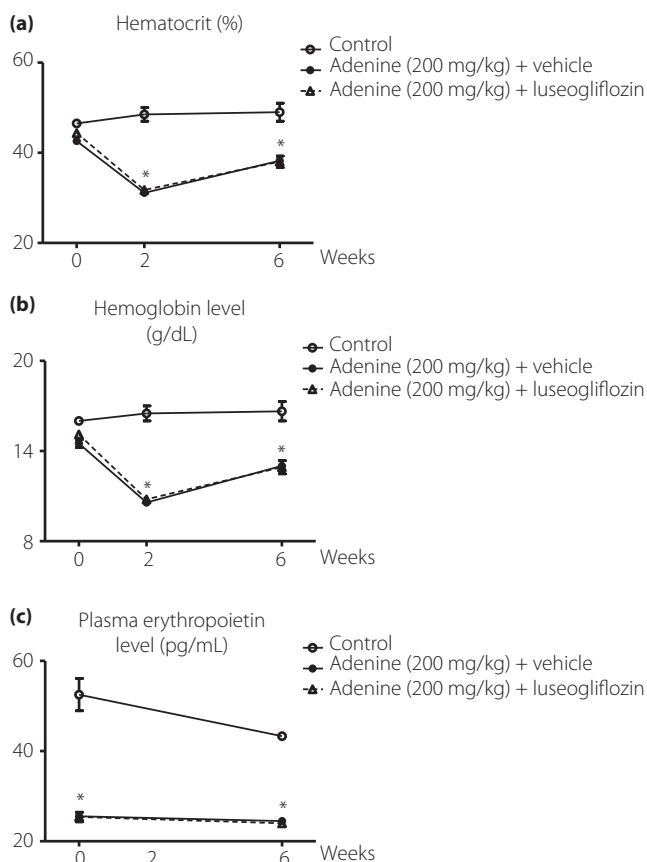 (a)
Hematocrit (%)
Control
Adenine (200 mg/kg) + vehicle
Adenine (200 mg/kg) + luseogliflozin
60
40
20
*
*
0
2
6
Weeks
(b)
Hemoglobin level
(g/dL)
Control
Adenine (200 mg/kg) + vehicle
Adenine (200 mg/kg) + luseogliflozin
20
14
8
*
*
0
2
6
Weeks
(c)
Plasma erythropoietin
level (pg/mL)
Control
Adenine (200 mg/kg) + vehicle
Adenine (200 mg/kg) + luseogliflozin
60
40
20
*
*
0
2
6
Weeks